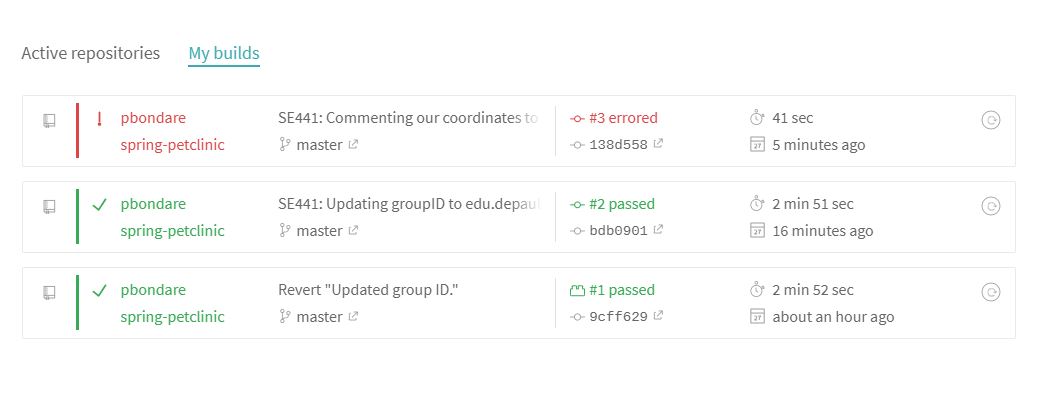 Active repositories My builds
pbondare SE441: Commenting our coordinates to #3 errored 41 sec
spring-petclinic master 138d558 5 minutes ago
pbondare SE441: Updating groupID to edu.depaul #2 passed 2 min 51 sec
spring-petclinic master bdb0901 16 minutes ago
pbondare Revert "Updated group ID." #1 passed 2 min 52 sec
spring-petclinic master 9cff629 about an hour ago